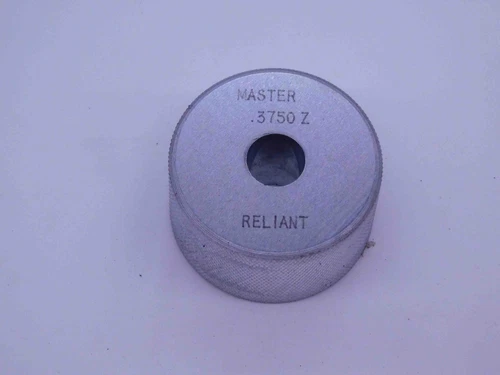 MASTER
.3750 Z
RELIANT